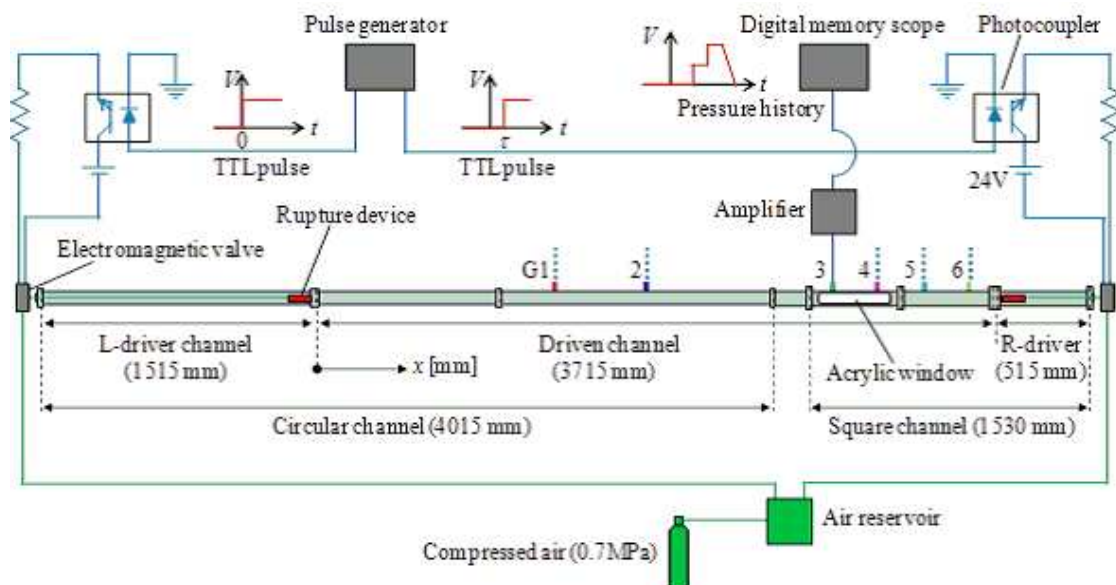 Pulse generator
Digital memory scope
Photocoupler
V
t
0
TTL pulse
V
t
τ
TTL pulse
V
t
Pressure history
24V
Amplifier
Rupture device
Electromagnetic valve
G1
2
3
4
5
6
L-driver channel
(1515 mm)
Driven channel
(3715 mm)
R-driver
(515 mm)
x [mm]
Acrylic window
Circular channel (4015 mm)
Square channel (1530 mm)
Air reservoir
Compressed air (0.7MPa)